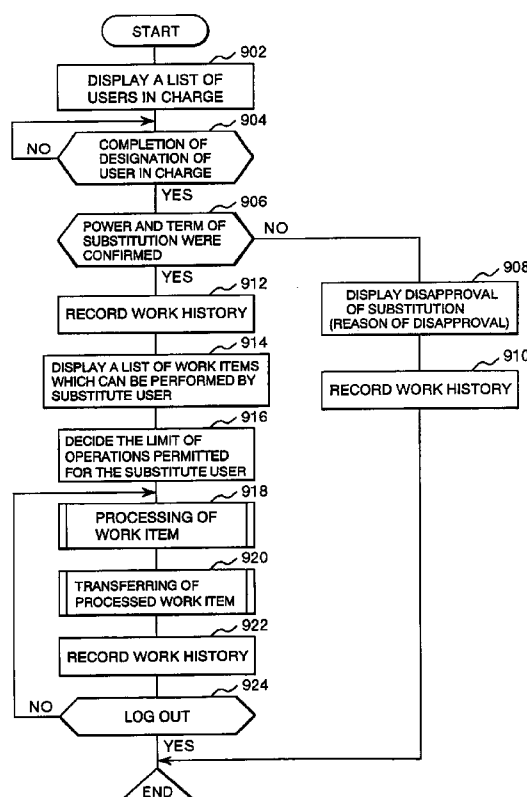 START
902
DISPLAY A LIST OF
USERS IN CHARGE
904
COMPLETION OF
DESIGNATION OF
USER IN CHARGE
NO
YES
906
POWER AND TERM OF
SUBSTITUTION WERE
CONFIRMED
NO
YES
908
DISPLAY DISAPPROVAL
OF SUBSTITUTION
(REASON OF DISAPPROVAL)
910
RECORD WORK HISTORY
912
RECORD WORK HISTORY
914
DISPLAY A LIST OF WORK ITEMS
WHICH CAN BE PERFORMED BY
SUBSTITUTE USER
916
DECIDE THE LIMIT OF
OPERATIONS PERMITTED
FOR THE SUBSTITUTE USER
918
PROCESSING OF
WORK ITEM
920
TRANSFERRING OF
PROCESSED WORK ITEM
922
RECORD WORK HISTORY
924
NO
LOG OUT
YES
END